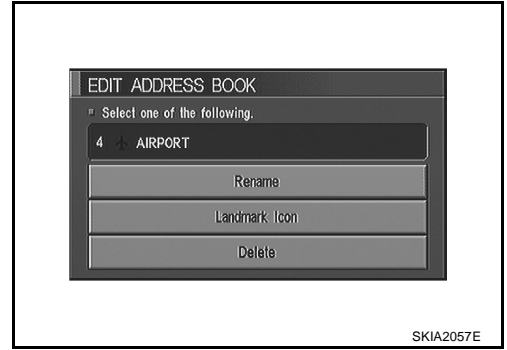 EDIT ADDRESS BOOK
Select one of the following.
4 AIRPORT
Rename
Landmark Icon
Delete
SKIA2057E